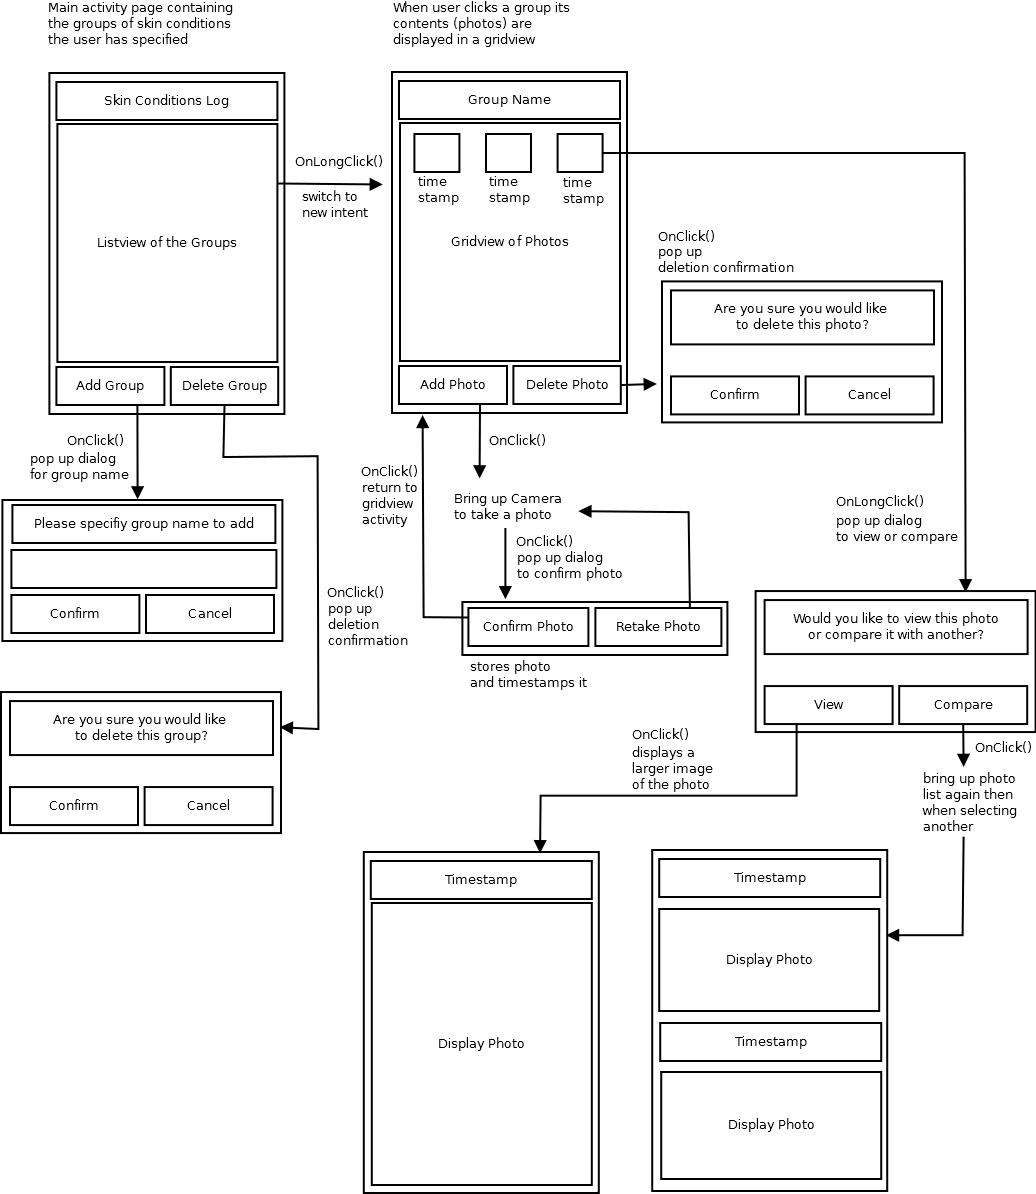 Main activity page containing
the groups of skin conditions
the user has specified
When user clicks a group its
contents (photos) are
displayed in a gridview
Skin Conditions Log
Listview of the Groups
Add Group
Delete Group
OnLongClick()
switch to
new intent
Group Name
time
stamp
time
stamp
time
stamp
Gridview of Photos
Add Photo
Delete Photo
OnClick()
pop up
deletion confirmation
Are you sure you would like
to delete this photo?
Confirm
Cancel
OnClick()
pop up dialog
for group name
Please specifiy group name to add
Confirm
Cancel
OnClick()
pop up
deletion
confirmation
Are you sure you would like
to delete this group?
Confirm
Cancel
OnClick()
return to
gridview
activity
OnClick()
Bring up Camera
to take a photo
OnClick()
pop up dialog
to confirm photo
Confirm Photo
Retake Photo
stores photo
and timestamps it
OnLongClick()
pop up dialog
to view or compare
Would you like to view this photo
or compare it with another?
View
Compare
OnClick()
displays a
larger image
of the photo
OnClick()
bring up photo
list again then
when selecting
another
Timestamp
Display Photo
Timestamp
Display Photo
Timestamp
Display Photo